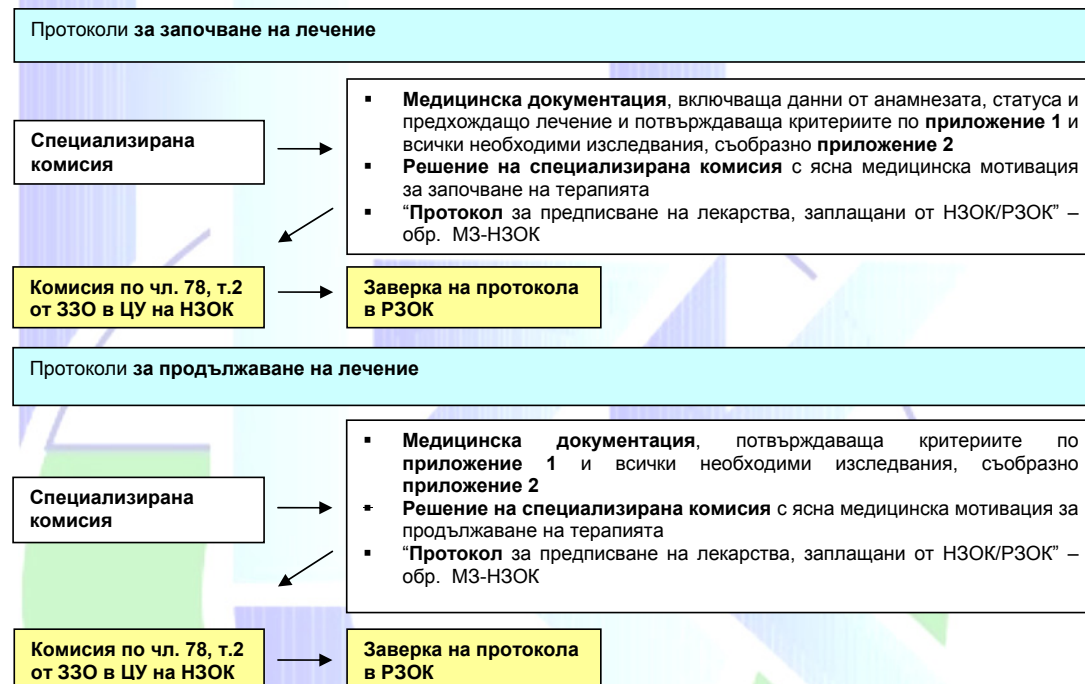 Протоколи за започване на лечение
Специализирана
комисия
▪ Медицинска документация, включваща данни от анамнезата, статуса и
предхождащо лечение и потвърждаваща критериите по приложение 1 и
всички необходими изследвания, съобразно приложение 2
▪ Решение на специализирана комисия с ясна медицинска мотивация
за започване на терапията
▪ “Протокол за предписване на лекарства, заплащани от НЗОК/РЗОК” –
обр. МЗ-НЗОК
Комисия по чл. 78, т.2
от ЗЗО в ЦУ на НЗОК
Заверка на протокола
в РЗОК
Протоколи за продължаване на лечение
Специализирана
комисия
▪ Медицинска документация, потвърждаваща критериите по
приложение 1 и всички необходими изследвания, съобразно
приложение 2
▪ Решение на специализирана комисия с ясна медицинска мотивация за
продължаване на терапията
▪ “Протокол за предписване на лекарства, заплащани от НЗОК/РЗОК” –
обр. МЗ-НЗОК
Комисия по чл. 78, т.2
от ЗЗО в ЦУ на НЗОК
Заверка на протокола
в РЗОК